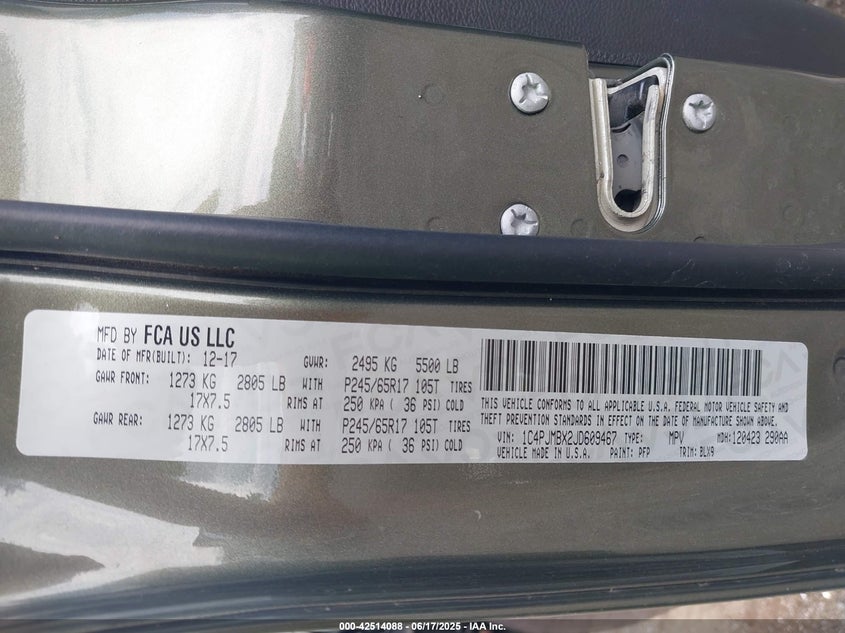 MFD BY FCA US LLC
DATE OF MFR(BUILT): 12-17 GVWR: 2495 KG 5500 LB
GAWR FRONT: 1273 KG 2805 LB WITH P245/65R17 105T TIRES
17X7.5 RIMS AT 250 KPA ( 36 PSI) COLD
GAWR REAR: 1273 KG 2805 LB WITH P245/65R17 105T TIRES
17X7.5 RIMS AT 250 KPA ( 36 PSI) COLD
THIS VEHICLE CONFORMS TO ALL APPLICABLE U.S.A. FEDERAL MOTOR VEHICLE SAFETY AND
THEFT PREVENTION STANDARDS IN EFFECT ON THE DATE OF MANUFACTURE SHOWN ABOVE.
VIN: 1C4PJMBX2JD609467 TYPE: MPV MDH:120423 290AA
VEHICLE MADE IN U.S.A. PAINT: PFP TRIM: BLX9
000-42514088 - 06/17/2025 - IAA Inc.